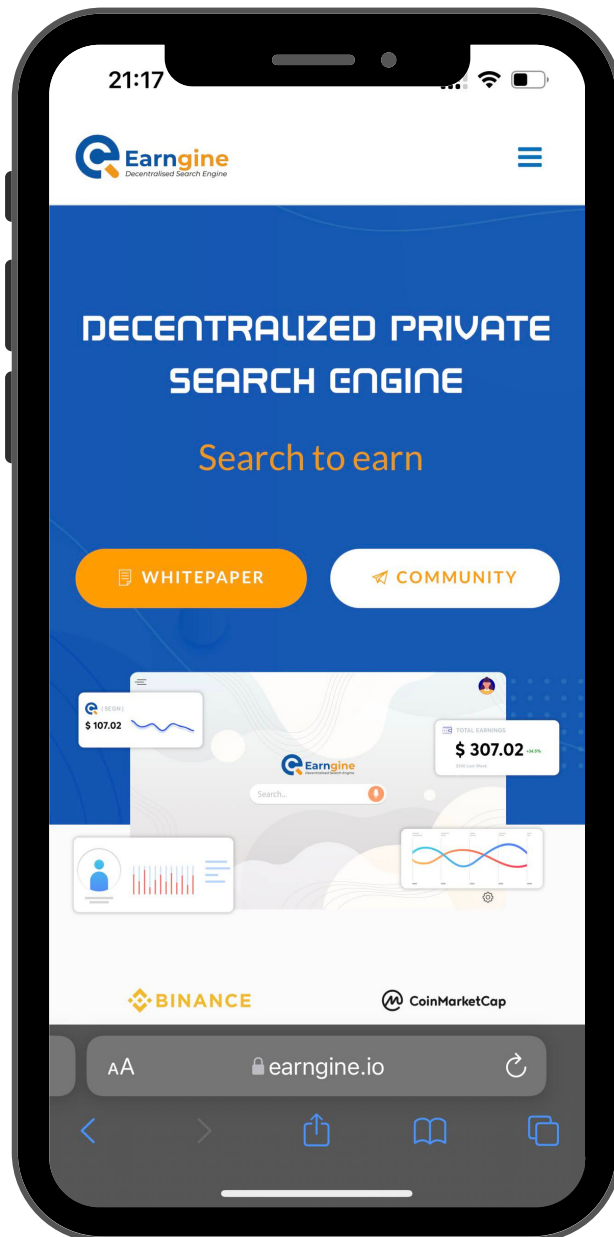 21:17
Earngine
Decentralised Search Engine
DECENTRALIZED PRIVATE
SEARCH ENGINE
Search to earn
WHITEPAPER
COMMUNITY
$ 107.02
TOTAL EARNINGS
$ 307.02
Earngine
Decentralised Search Engine
Search...
BINANCE
CoinMarketCap
AA
earngine.io